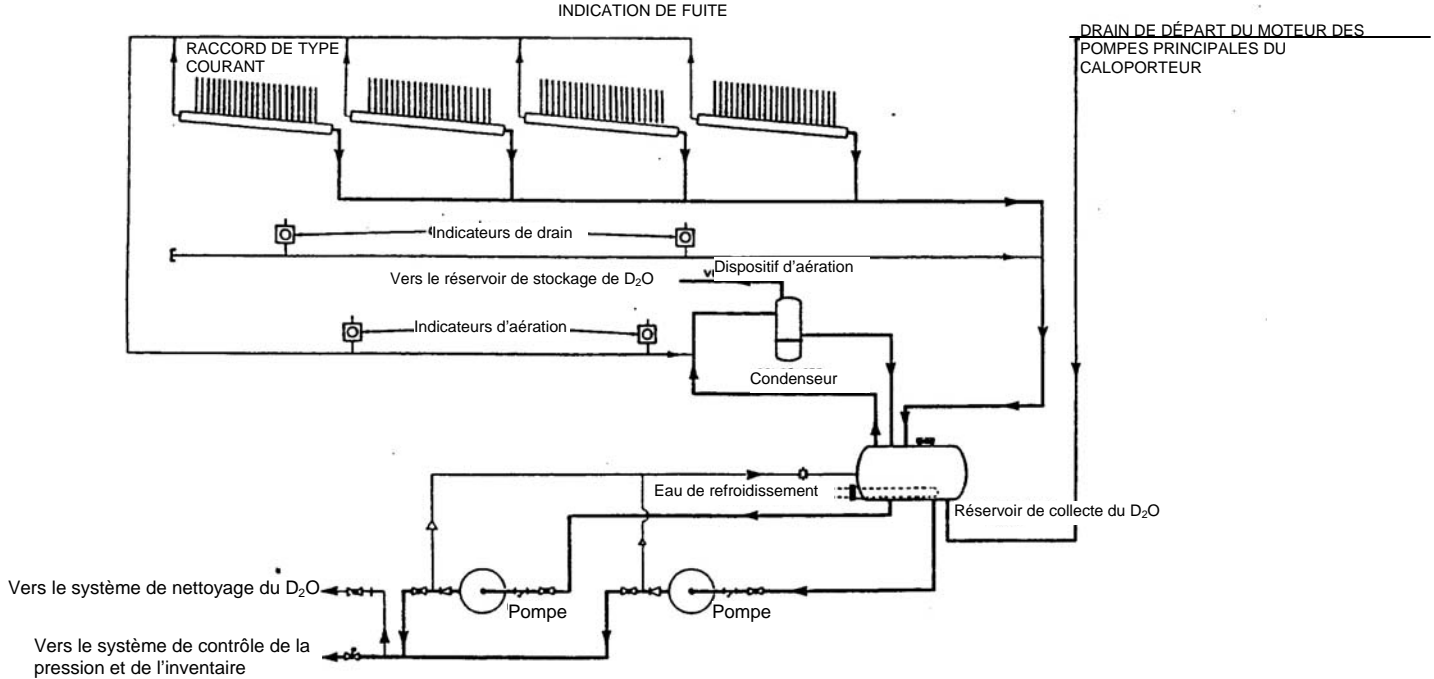 INDICATION DE FUITE
DRAIN DE DÉPART DU MOTEUR DES
POMPES PRINCIPALES DU
CALOPORTEUR
RACCORD DE TYPE
COURANT
Indicateurs de drain
Dispositif d'aération
Vers le réservoir de stockage de D₂O
Indicateurs d'aération
Condenseur
Eau de refroidissement
Réservoir de collecte du D₂O
Vers le système de nettoyage du D₂O
Pompe
Pompe
Vers le système de contrôle de la
pression et de l'inventaire